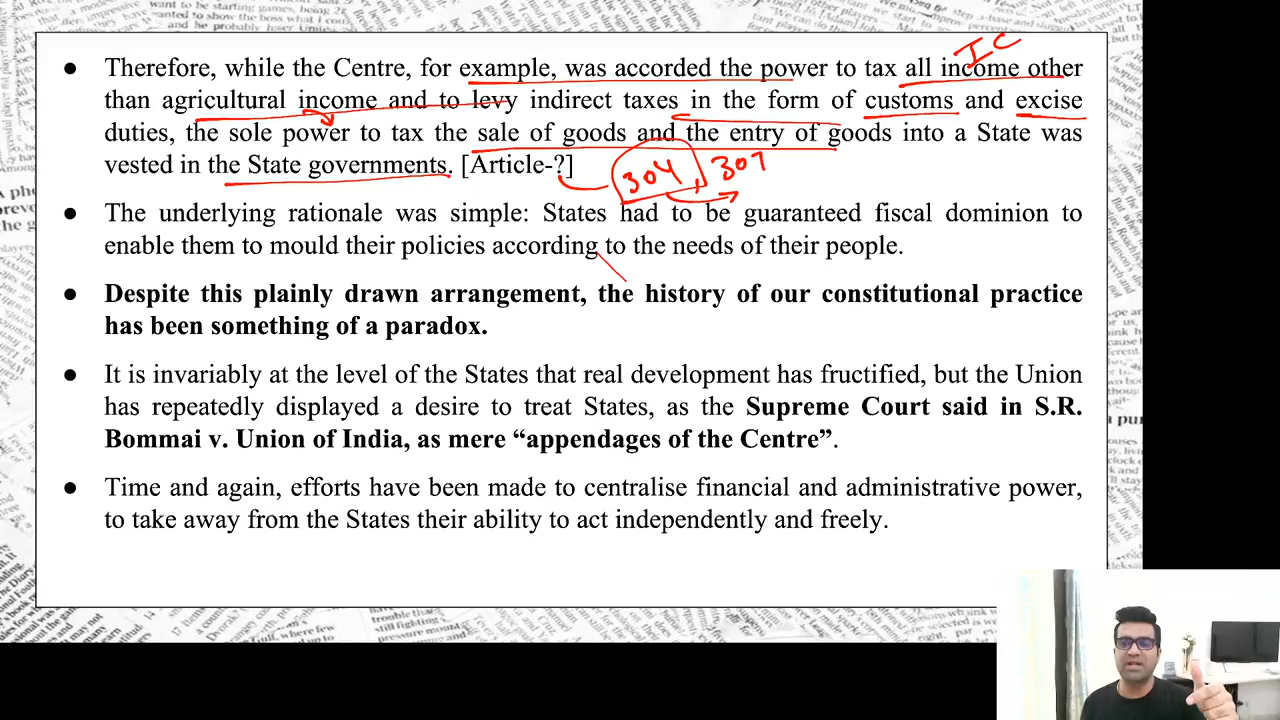 ● Therefore, while the Centre, for example, was accorded the power to tax all income other
IC
than agricultural income and to levy indirect taxes in the form of customs and excise
duties, the sole power to tax the sale of goods and the entry of goods into a State was
vested in the State governments. [Article-?]
304, 307
● The underlying rationale was simple: States had to be guaranteed fiscal dominion to
enable them to mould their policies according to the needs of their people.
● Despite this plainly drawn arrangement, the history of our constitutional practice
has been something of a paradox.
● It is invariably at the level of the States that real development has fructified, but the Union
has repeatedly displayed a desire to treat States, as the Supreme Court said in S.R.
Bommai v. Union of India, as mere “appendages of the Centre”.
● Time and again, efforts have been made to centralise financial and administrative power,
to take away from the States their ability to act independently and freely.